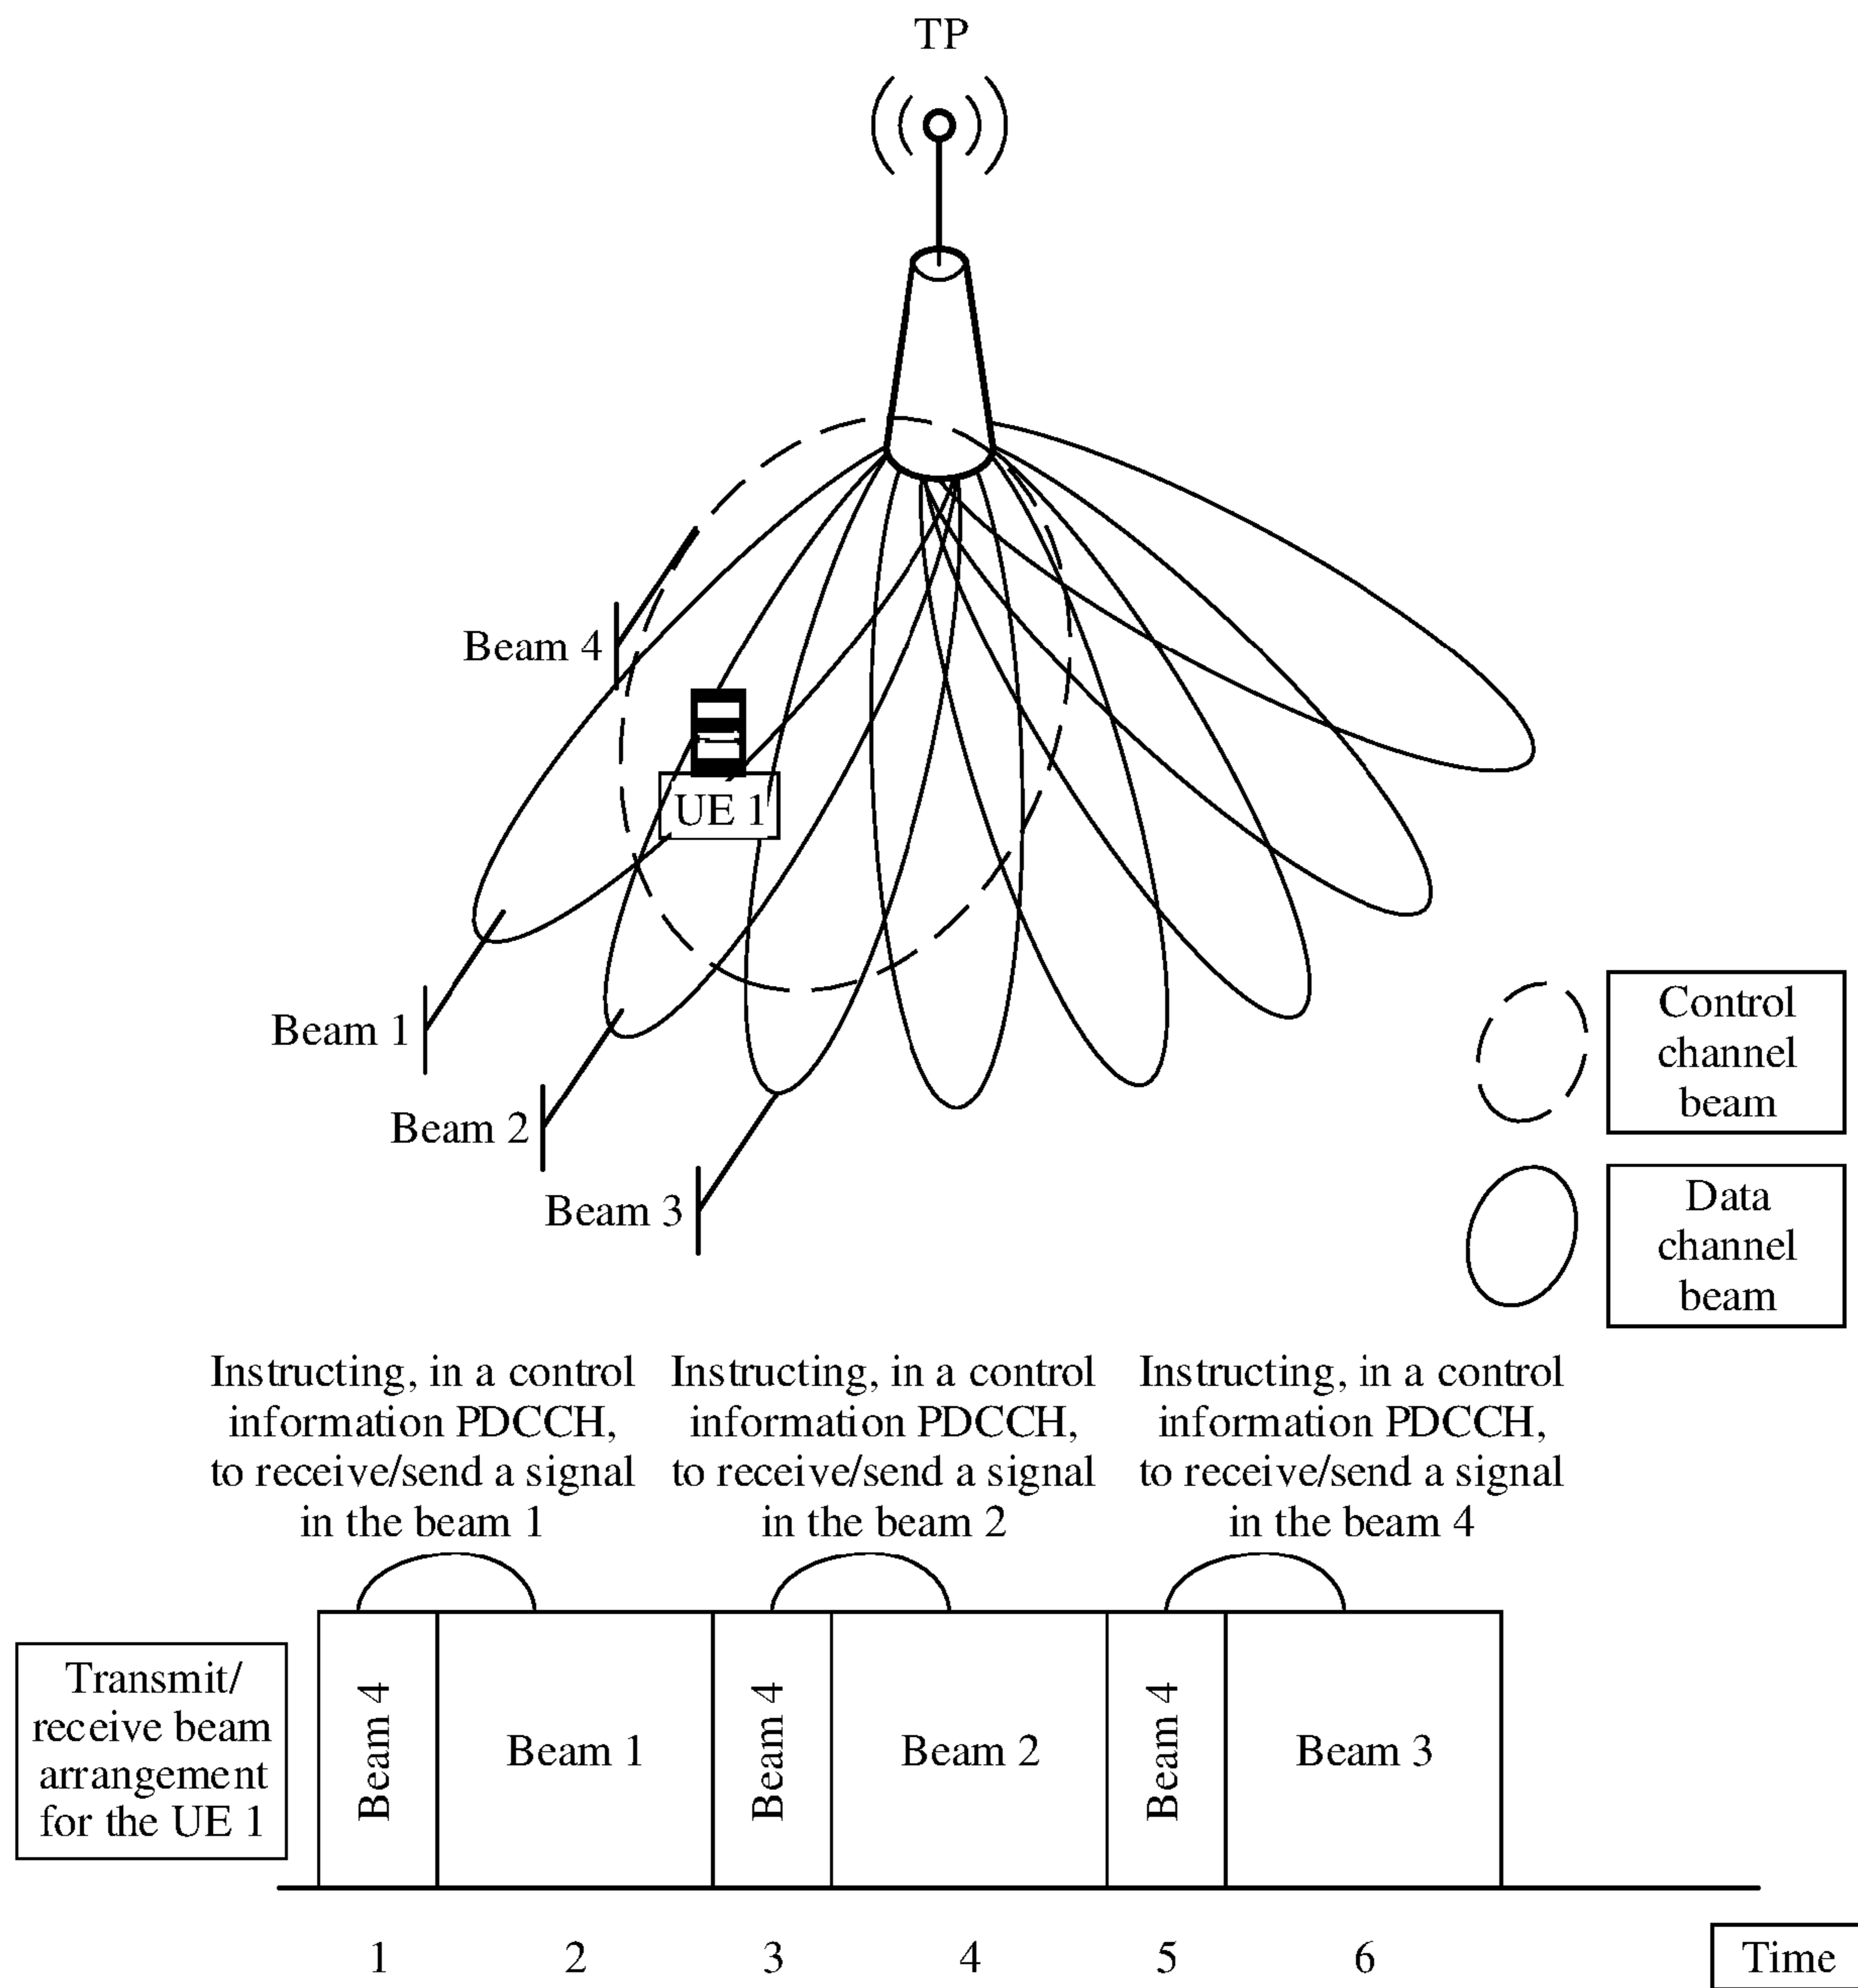 TP
Beam 4
UE 1
Beam 1
Beam 2
Beam 3
Control
channel
beam
Data
channel
beam
Instructing, in a control
information PDCCH,
to receive/send a signal
in the beam 1
Instructing, in a control
information PDCCH,
to receive/send a signal
in the beam 2
Instructing, in a control
information PDCCH,
to receive/send a signal
in the beam 4
Transmit/
receive beam
arrangement
for the UE 1
Beam 4
Beam 1
Beam 4
Beam 2
Beam 4
Beam 3
1 2 3 4 5 6 Time